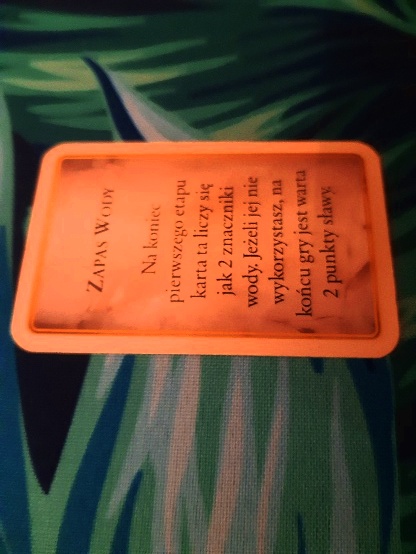 ZAPAS WODY
Na koniec
pierwszego etapu
karta ta liczy się
jak 2 znaczniki
wody. Jeżeli jej nie
wykorzystasz, na
końcu gry jest warta
2 punkty sławy.